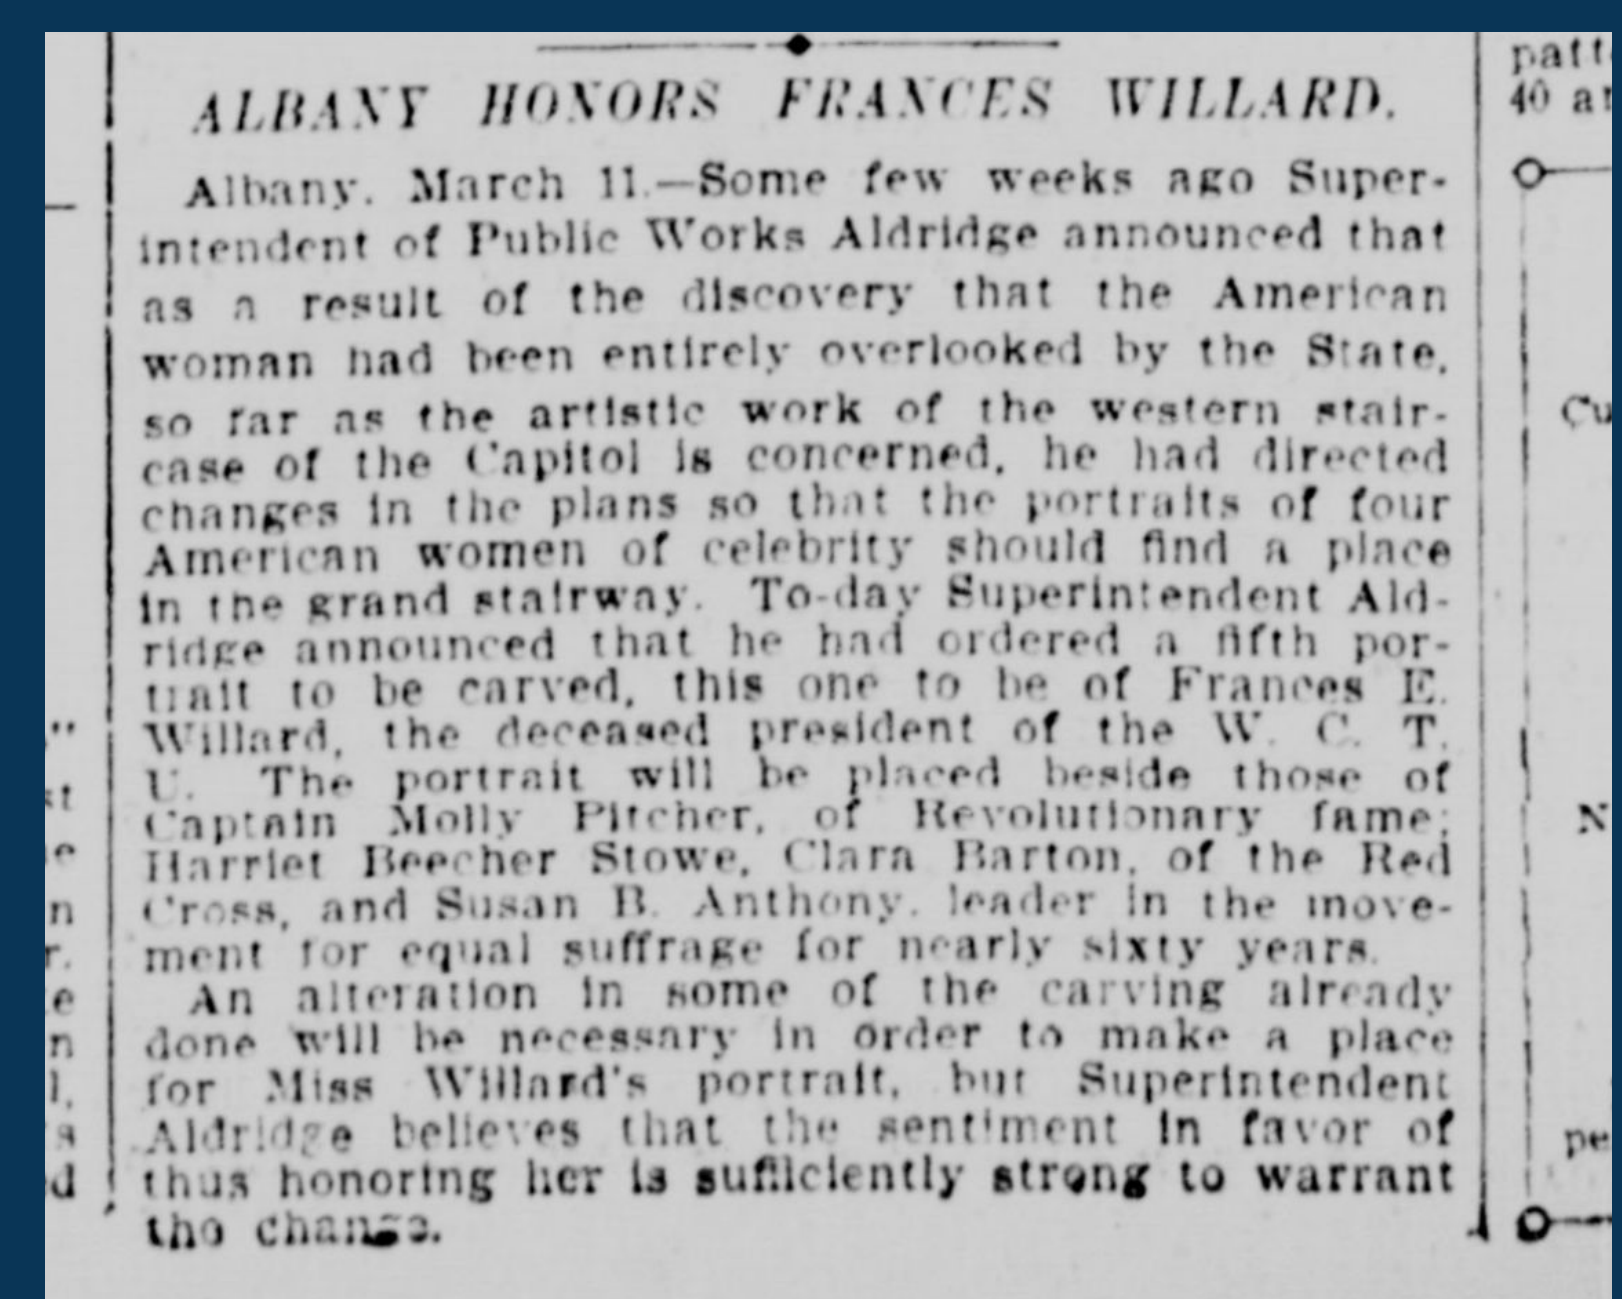 ALBANY HONORS FRANCES WILLARD.
Albany, March 11.—Some few weeks ago Super-
intendent of Public Works Aldridge announced that
as a result of the discovery that the American
woman had been entirely overlooked by the State,
so far as the artistic work of the western stair-
case of the Capitol is concerned, he had directed
changes in the plans so that the portraits of four
American women of celebrity should find a place
in the grand stairway. To-day Superintendent Ald-
ridge announced that he had ordered a fifth por-
trait to be carved, this one to be of Frances E.
Willard, the deceased president of the W. C. T.
U. The portrait will be placed beside those of
Captain Molly Pitcher, of Revolutionary fame;
Harriet Beecher Stowe, Clara Barton, of the Red
Cross, and Susan B. Anthony, leader in the move-
ment for equal suffrage for nearly sixty years.
An alteration in some of the carving already
done will be necessary in order to make a place
for Miss Willard's portrait, but Superintendent
Aldridge believes that the sentiment in favor of
thus honoring her is sufficiently strong to warrant
the change.
patt
40 a
Cu
N
pe